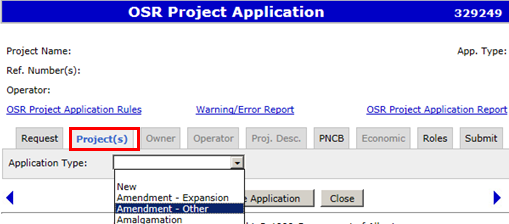 OSR Project Application 329249
Project Name: App. Type:
Ref. Number(s):
Operator:
OSR Project Application Rules Warning/Error Report OSR Project Application Report
Request Project(s) Owner Operator Proj. Desc. PNCB Economic Roles Submit
Application Type:
New
Amendment - Expansion
Amendment - Other
Application Close
Amalgamation